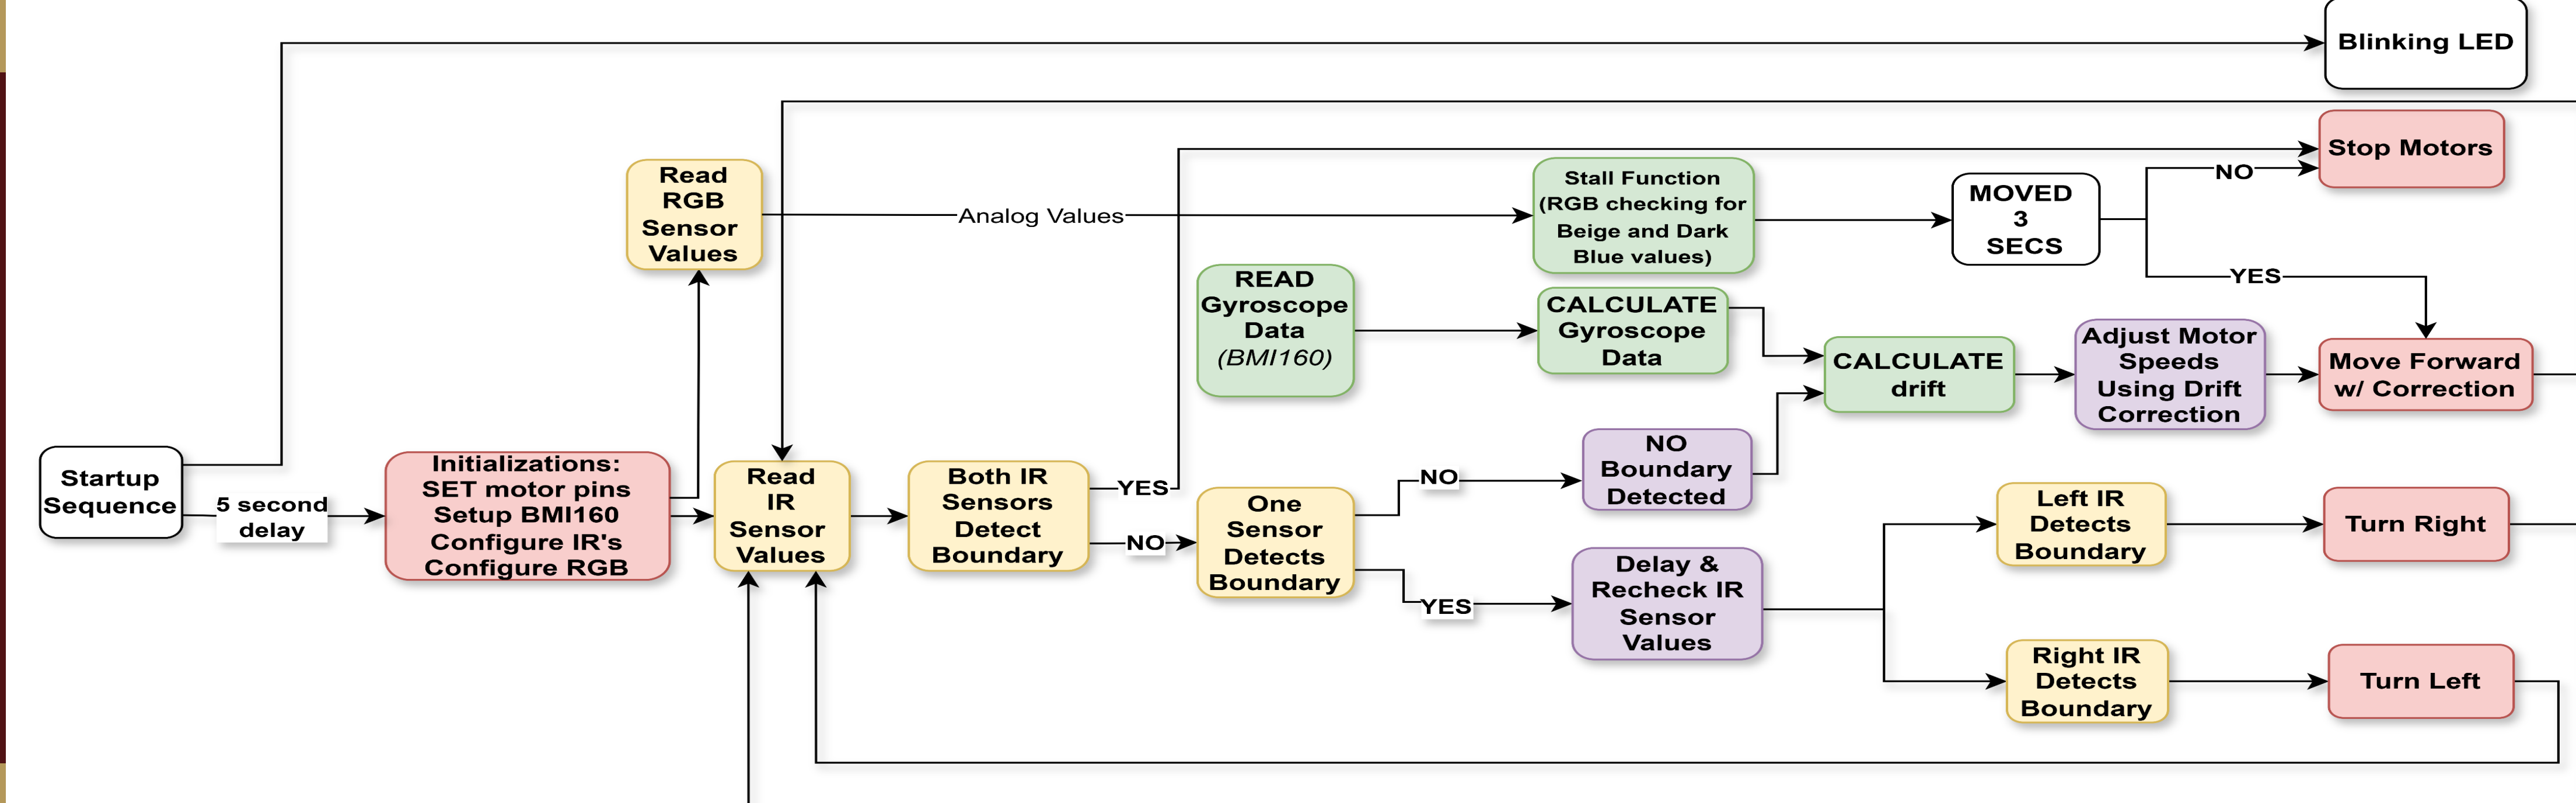 Blinking LED
Stop Motors
Read
RGB
Sensor
Values
Analog Values
Stall Function
(RGB checking for
Beige and Dark
Blue values)
MOVED
3
SECS
NO
YES
READ
Gyroscope
Data
(BMI160)
CALCULATE
Gyroscope
Data
CALCULATE
drift
Adjust Motor
Speeds
Using Drift
Correction
Move Forward
w/ Correction
Startup
Sequence
5 second
delay
Initializations:
SET motor pins
Setup BMI160
Configure IR's
Configure RGB
Read
IR
Sensor
Values
Both IR
Sensors
Detect
Boundary
YES
NO
One
Sensor
Detects
Boundary
NO
YES
NO
Boundary
Detected
Delay &
Recheck IR
Sensor
Values
Left IR
Detects
Boundary
Turn Right
Right IR
Detects
Boundary
Turn Left